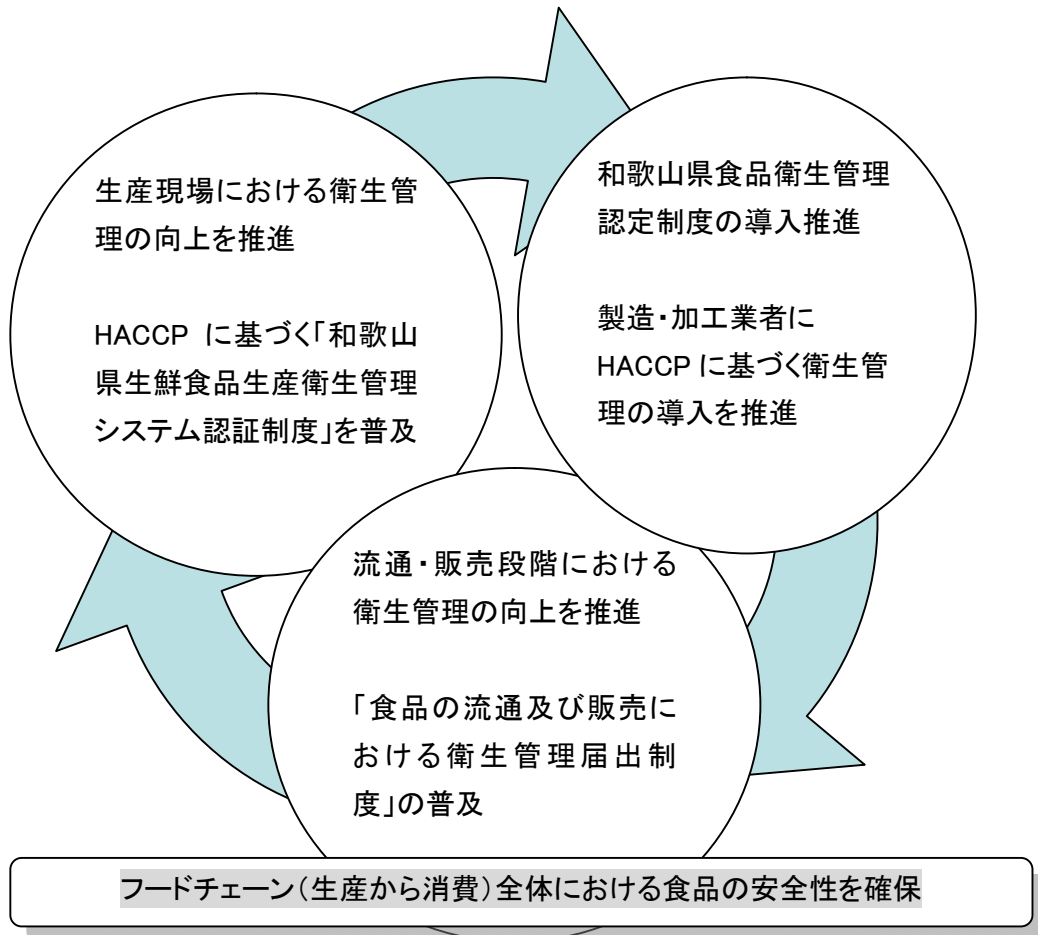 生産現場における衛生管
理の向上を推進
HACCP に基づく「和歌山
県生鮮食品生産衛生管理
システム認証制度」を普及
和歌山県食品衛生管理
認定制度の導入推進
製造・加工業者に
HACCP に基づく衛生管
理の導入を推進
流通・販売段階における
衛生管理の向上を推進
「食品の流通及び販売に
おける衛生管理届出制
度」の普及
フードチェーン（生産から消費）全体における食品の安全性を確保